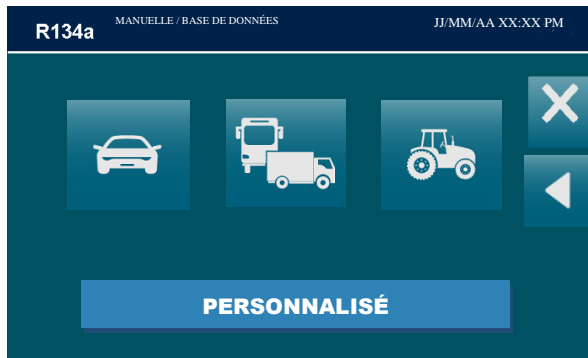 R134a
MANUELLE / BASE DE DONNÉES
JJ/MM/AA XX:XX PM
PERSONNALISÉ